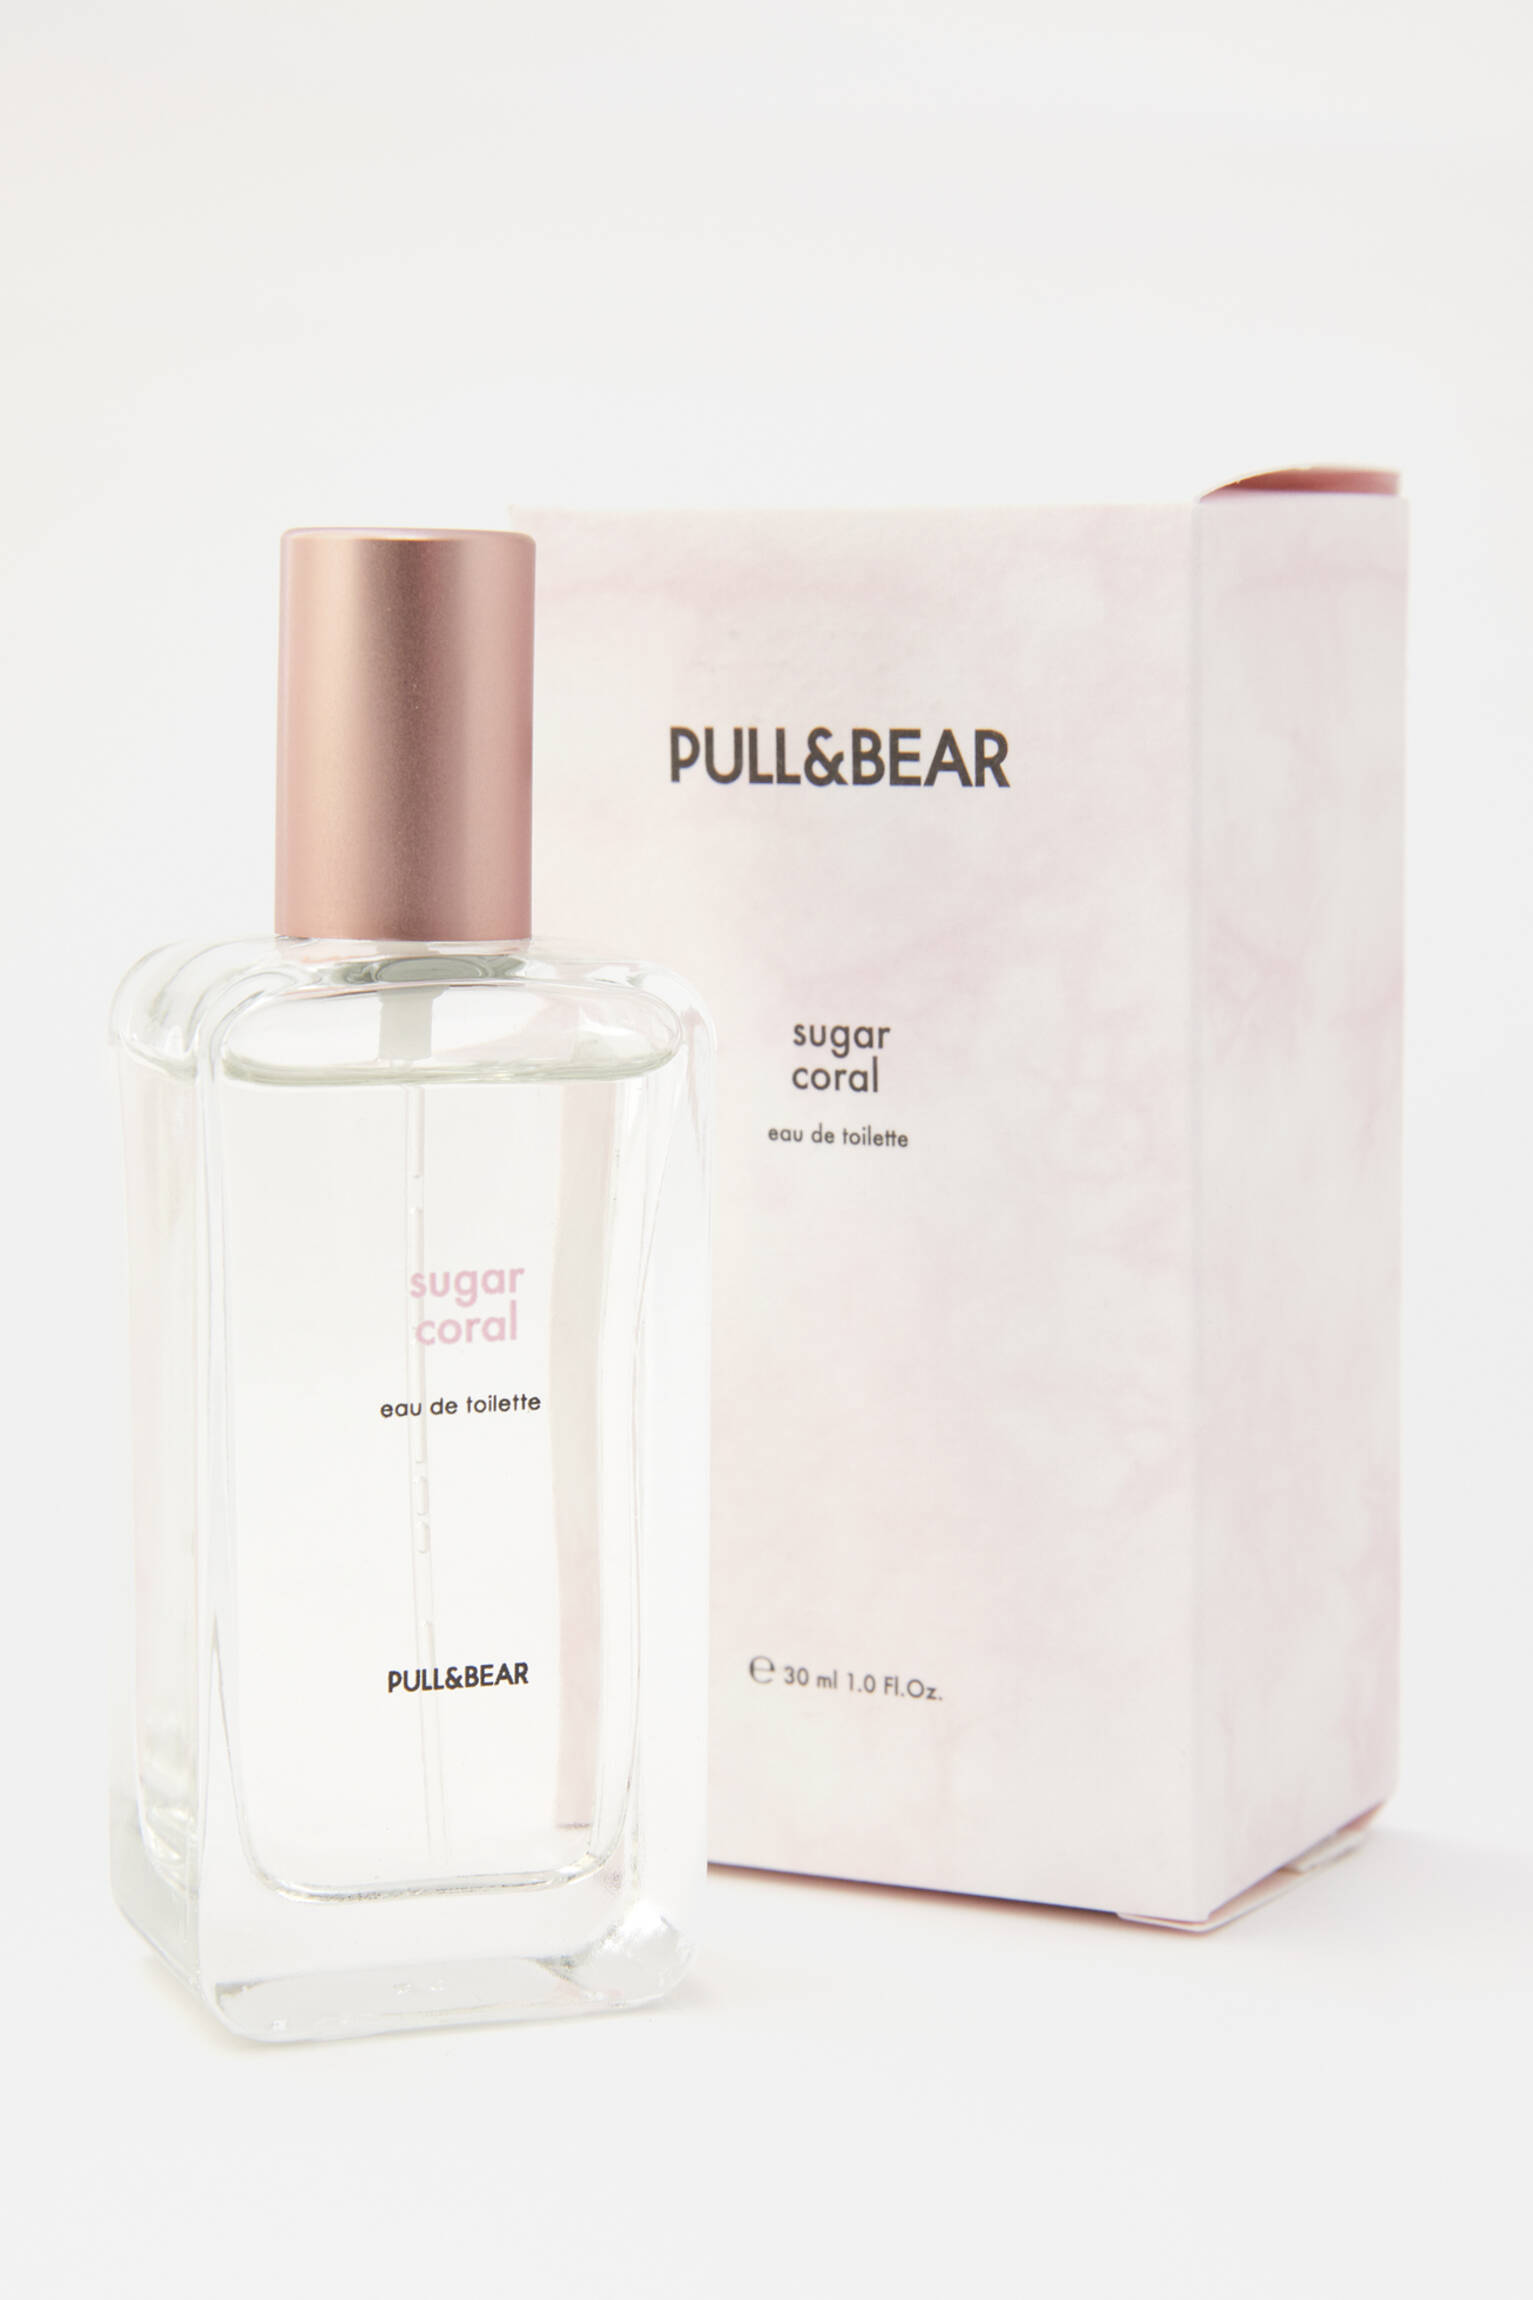 PULL&BEAR
sugar
coral
eau de toilette
℮ 30 ml 1.0 Fl.Oz.
sugar
coral
eau de toilette
PULL&BEAR